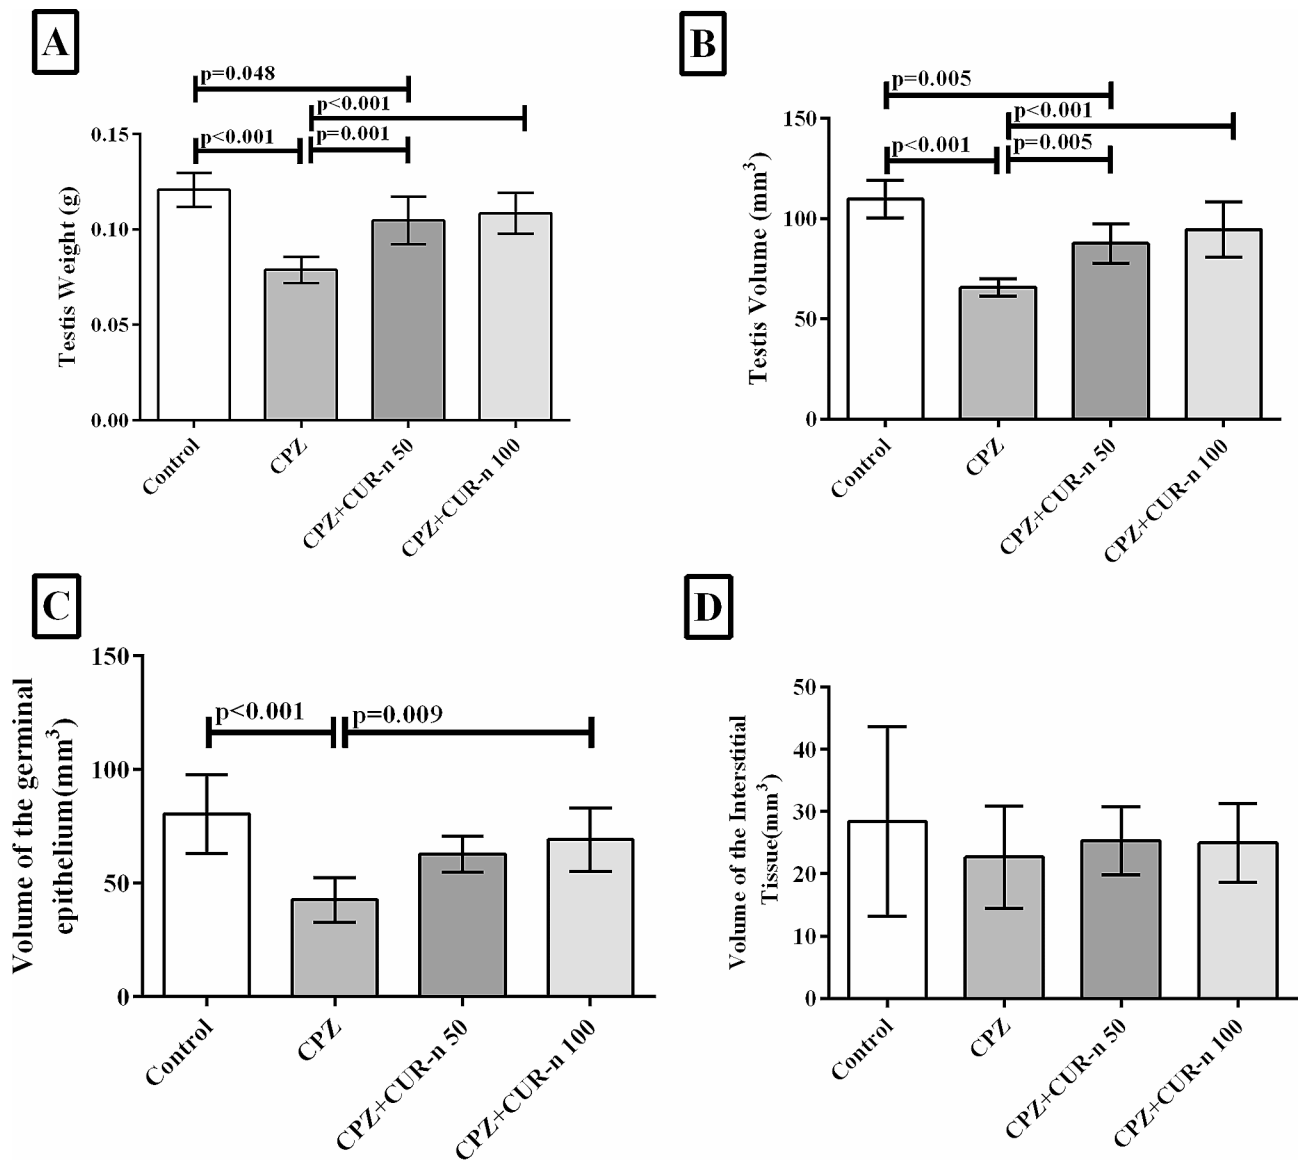 A
p=0.048
p<0.001
p<0.001
p=0.001
Testis Weight (g)
0.15
0.10
0.05
0.00
Control
CPZ
CPZ+CUR-n 50
CPZ+CUR-n 100
B
p=0.005
p<0.001
p<0.001
p=0.005
Testis Volume (mm³)
150
100
50
0
Control
CPZ
CPZ+CUR-n 50
CPZ+CUR-n 100
C
p<0.001
p=0.009
Volume of the germinal
epithelium(mm³)
150
100
50
0
Control
CPZ
CPZ+CUR-n 50
CPZ+CUR-n 100
D
Volume of the Interstitial
Tissue(mm³)
50
40
30
20
10
0
Control
CPZ
CPZ+CUR-n 50
CPZ+CUR-n 100